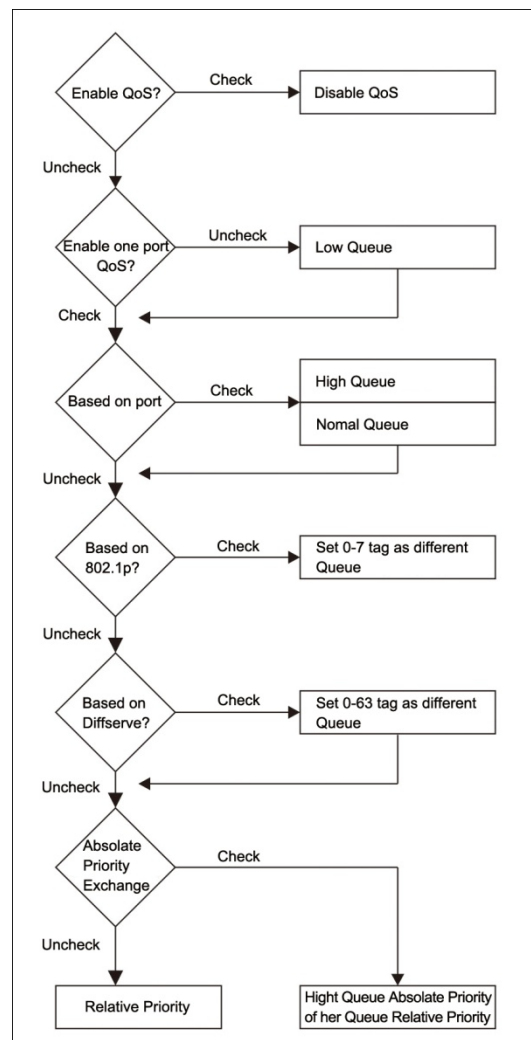 Enable QoS?
Check
Disable QoS
Uncheck
Enable one port
QoS?
Uncheck
Low Queue
Check
Based on port
Check
High Queue
Nomal Queue
Uncheck
Based on
802.1p?
Check
Set 0-7 tag as different
Queue
Uncheck
Based on
Diffserve?
Check
Set 0-63 tag as different
Queue
Uncheck
Absolate
Priority
Exchange
Check
Uncheck
Relative Priority
Hight Queue Absolate Priority
of her Queue Relative Priority